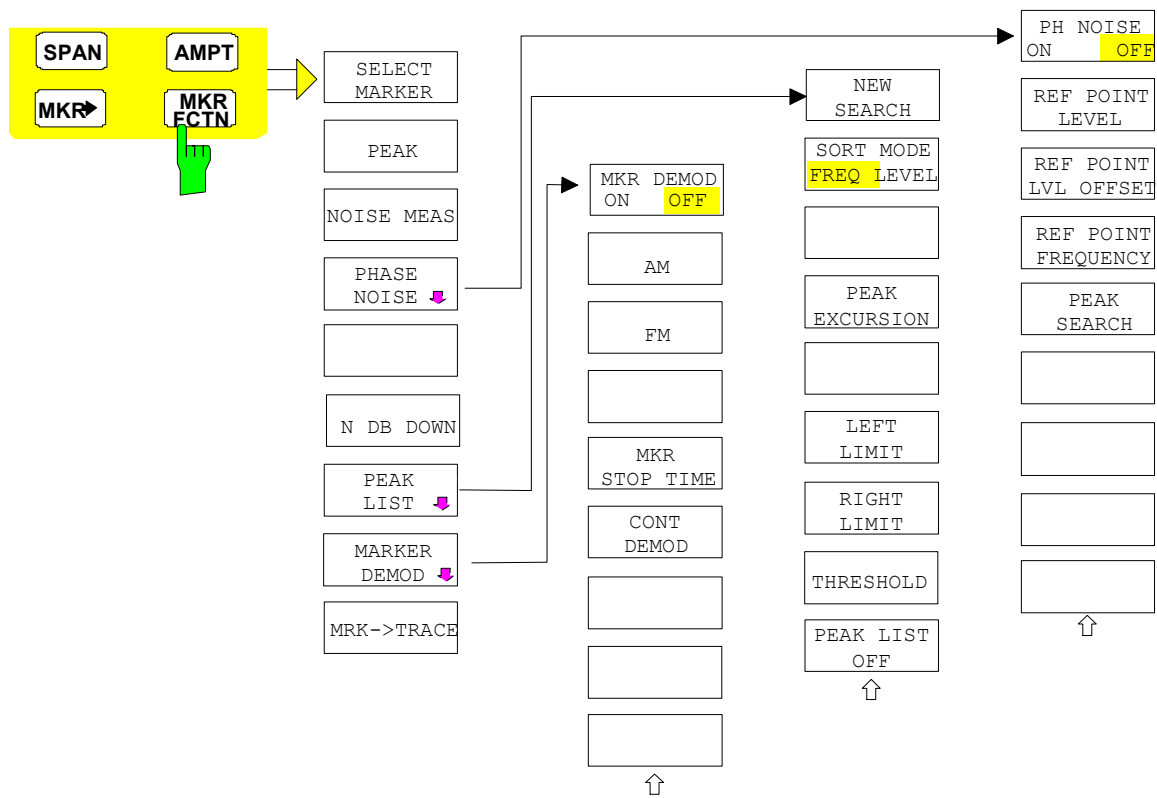 SPAN
AMPT
MKR
MKR
FCTN
SELECT
MARKER
PEAK
NOISE MEAS
PHASE
NOISE
N DB DOWN
PEAK
LIST
MARKER
DEMOD
MRK->TRACE
MKR DEMOD
ON OFF
AM
FM
MKR
STOP TIME
CONT
DEMOD
NEW
SEARCH
SORT MODE
FREQ LEVEL
PEAK
EXCURSION
LEFT
LIMIT
RIGHT
LIMIT
THRESHOLD
PEAK LIST
OFF
PH NOISE
ON OFF
REF POINT
LEVEL
REF POINT
LVL OFFSET
REF POINT
FREQUENCY
PEAK
SEARCH